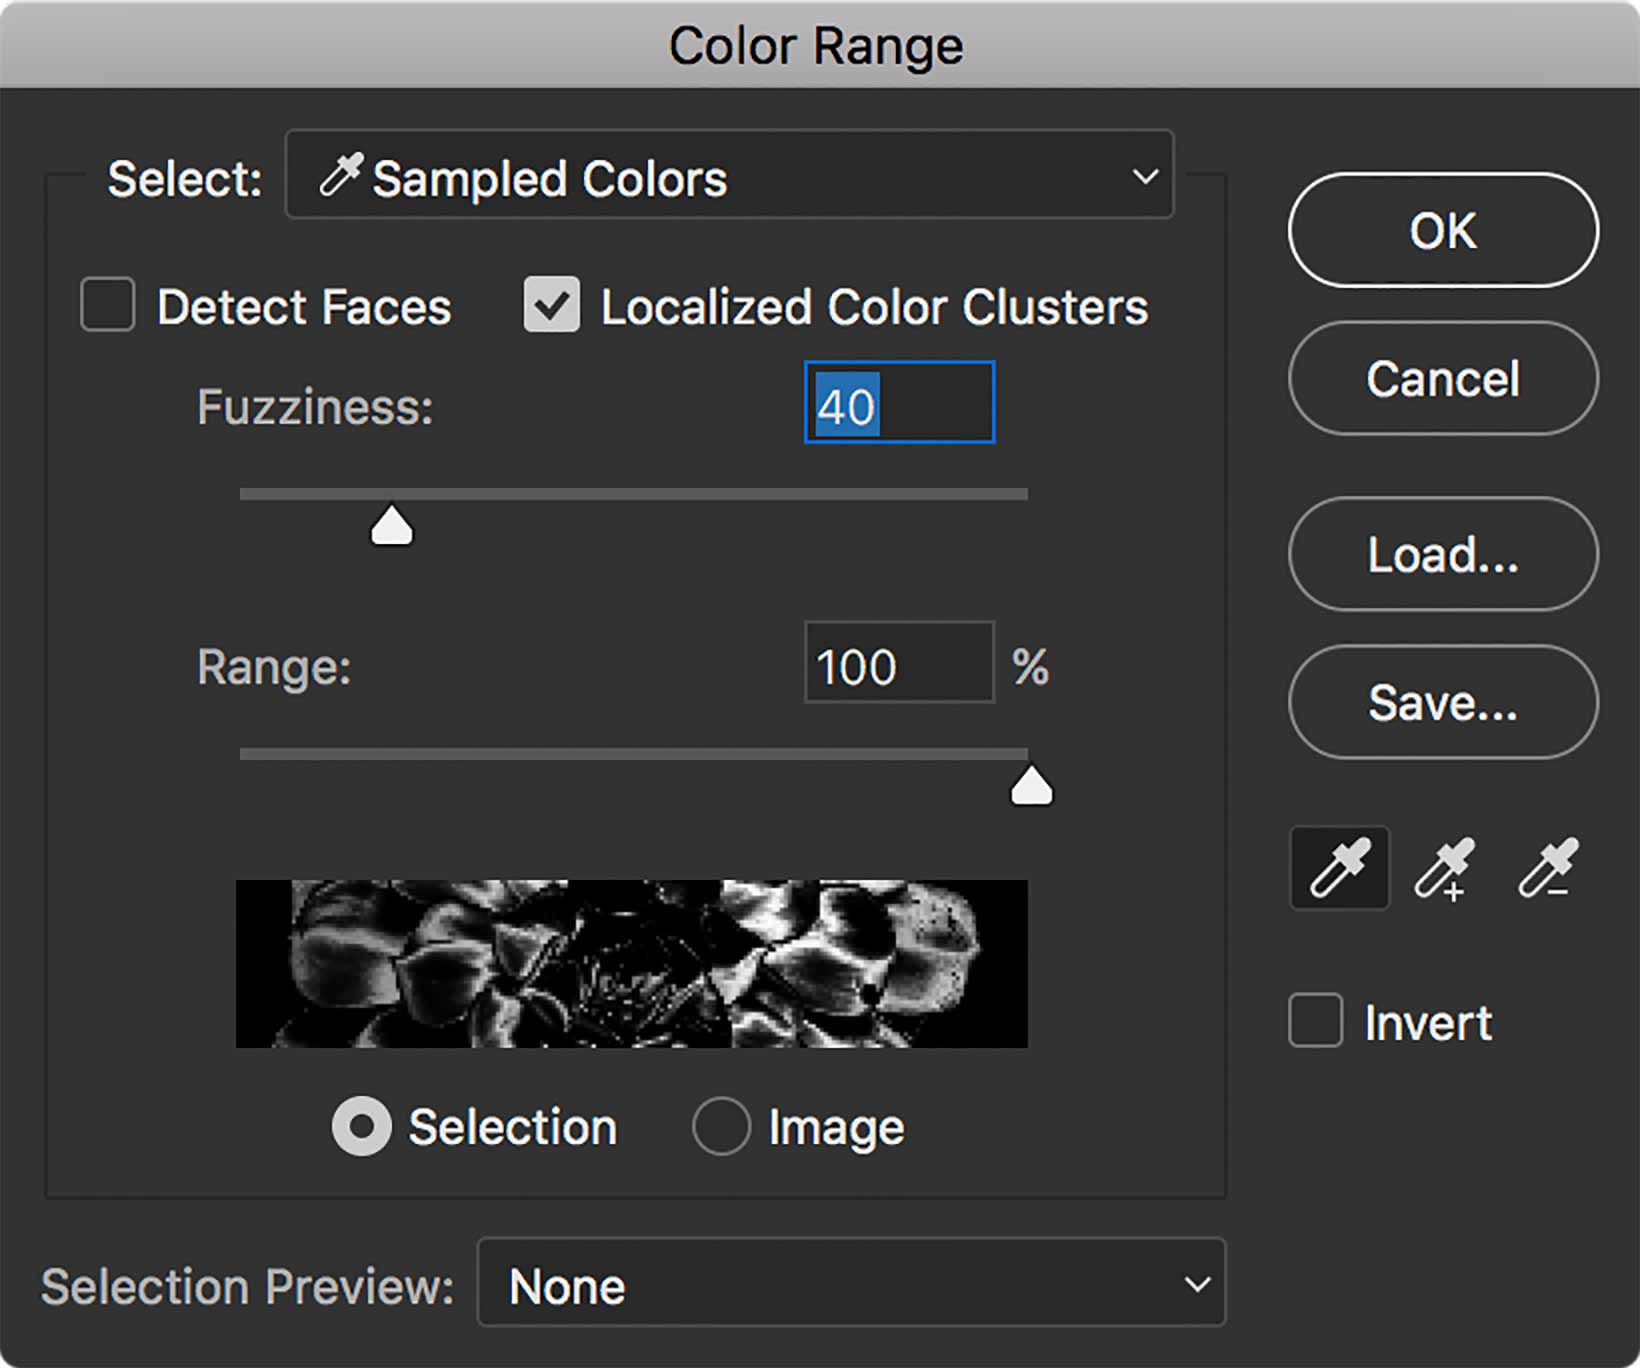 Color Range
Select: Sampled Colors
OK
Detect Faces Localized Color Clusters
Cancel
Fuzziness: 40
Load...
Range: 100 %
Save...
Invert
Selection Image
Selection Preview: None